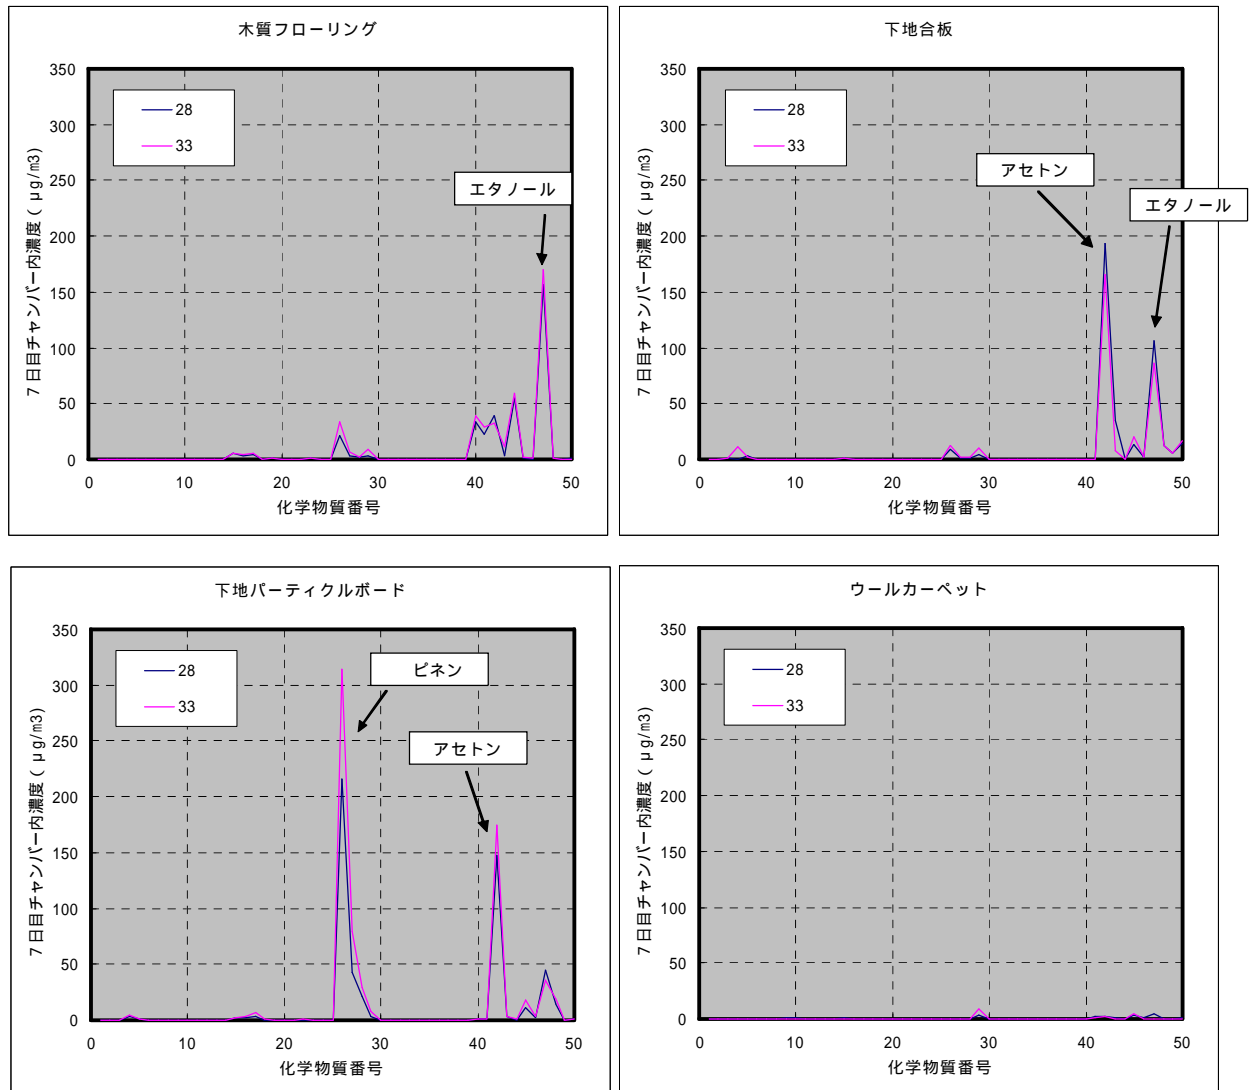 木質フローリング
350
300
250
200
150
100
50
0
0 10 20 30 40 50
28
33
エタノール
7日目チャンバー内濃度(μg/m3)
化学物質番号
下地合板
350
300
250
200
150
100
50
0
0 10 20 30 40 50
28
33
アセトン
エタノール
7日目チャンバー内濃度(μg/m3)
化学物質番号
下地パーティクルボード
350
300
250
200
150
100
50
0
0 10 20 30 40 50
28
33
ピネン
アセトン
7日目チャンバー内濃度(μg/m3)
化学物質番号
ウールカーペット
350
300
250
200
150
100
50
0
0 10 20 30 40 50
28
33
7日目チャンバー内濃度(μg/m3)
化学物質番号